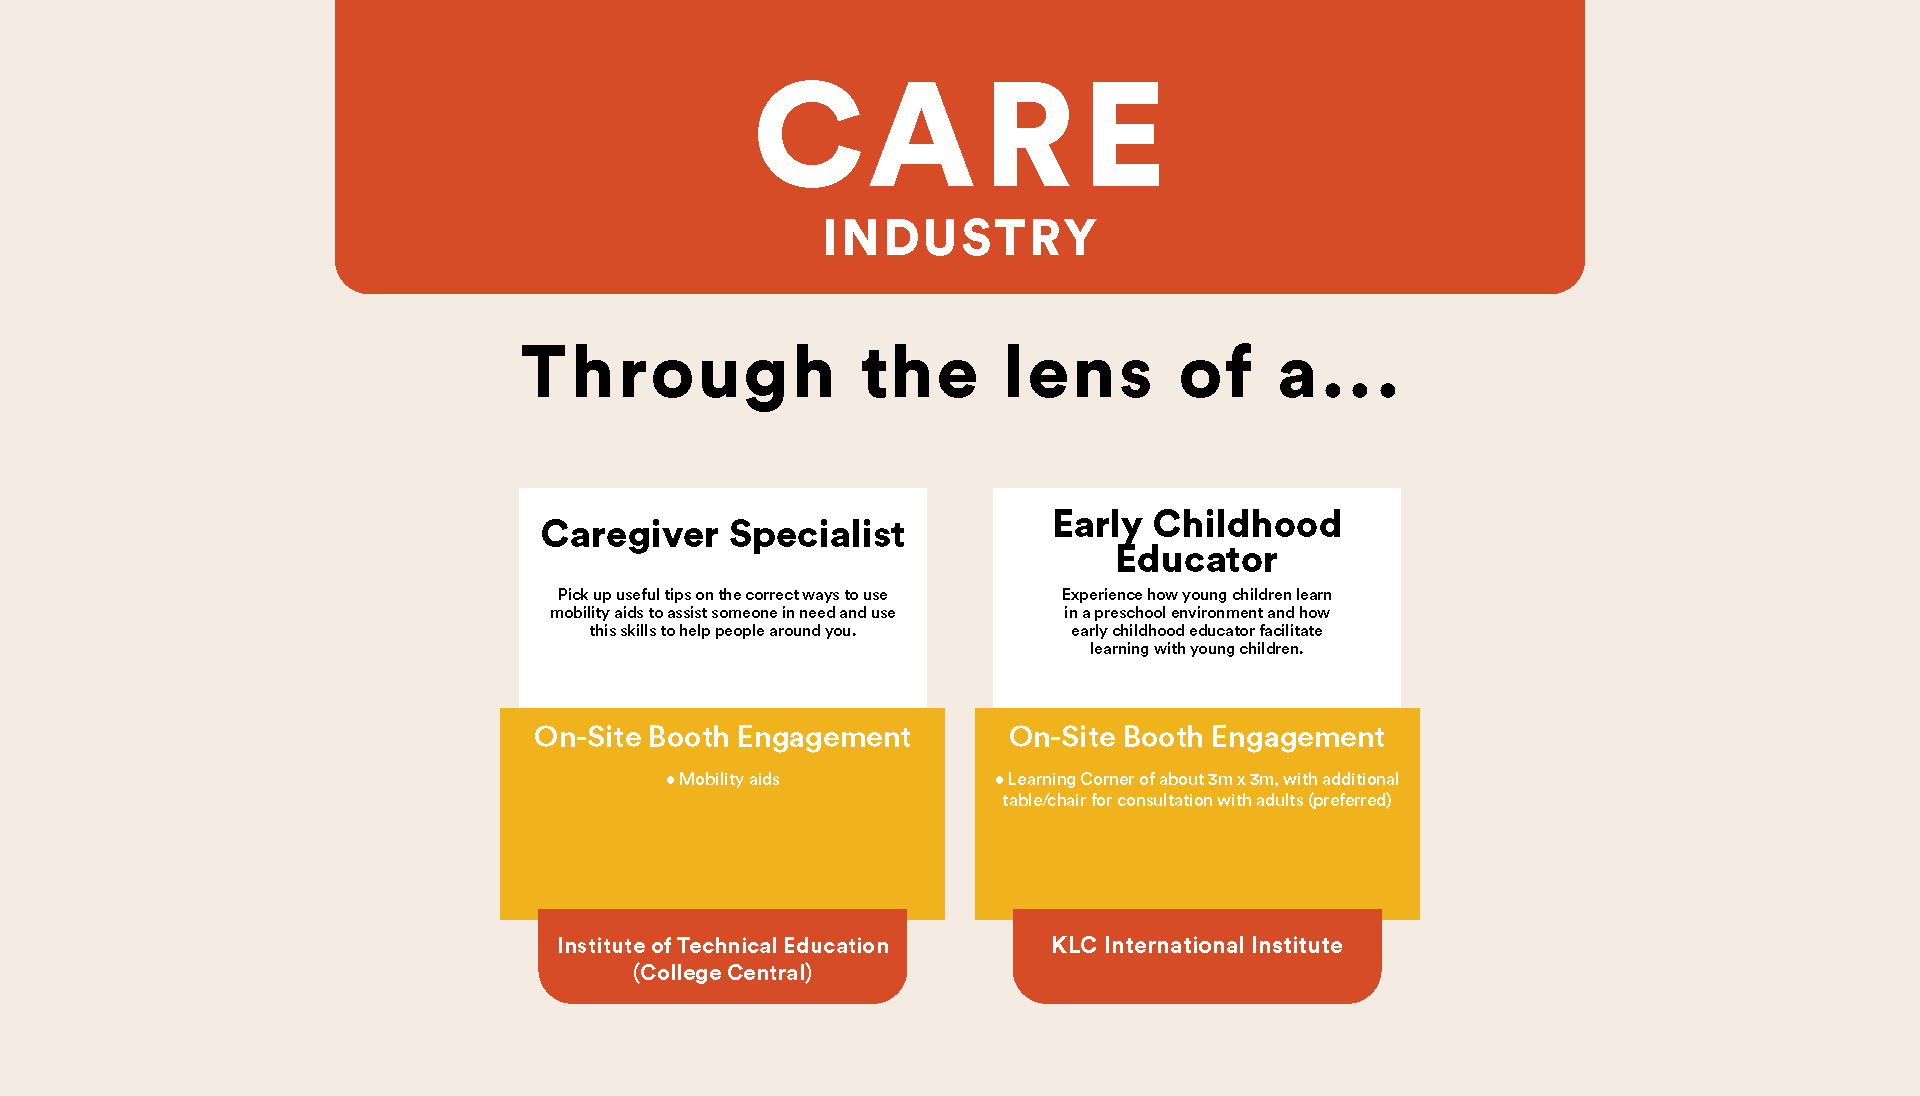 CARE
INDUSTRY
Through the lens of a...
Caregiver Specialist
Pick up useful tips on the correct ways to use
mobility aids to assist someone in need and use
this skills to help people around you.
On-Site Booth Engagement
• Mobility aids
Institute of Technical Education
(College Central)
Early Childhood
Educator
Experience how young children learn
in a preschool environment and how
early childhood educator facilitate
learning with young children.
On-Site Booth Engagement
• Learning Corner of about 3m x 3m, with additional
table/chair for consultation with adults (preferred)
KLC International Institute